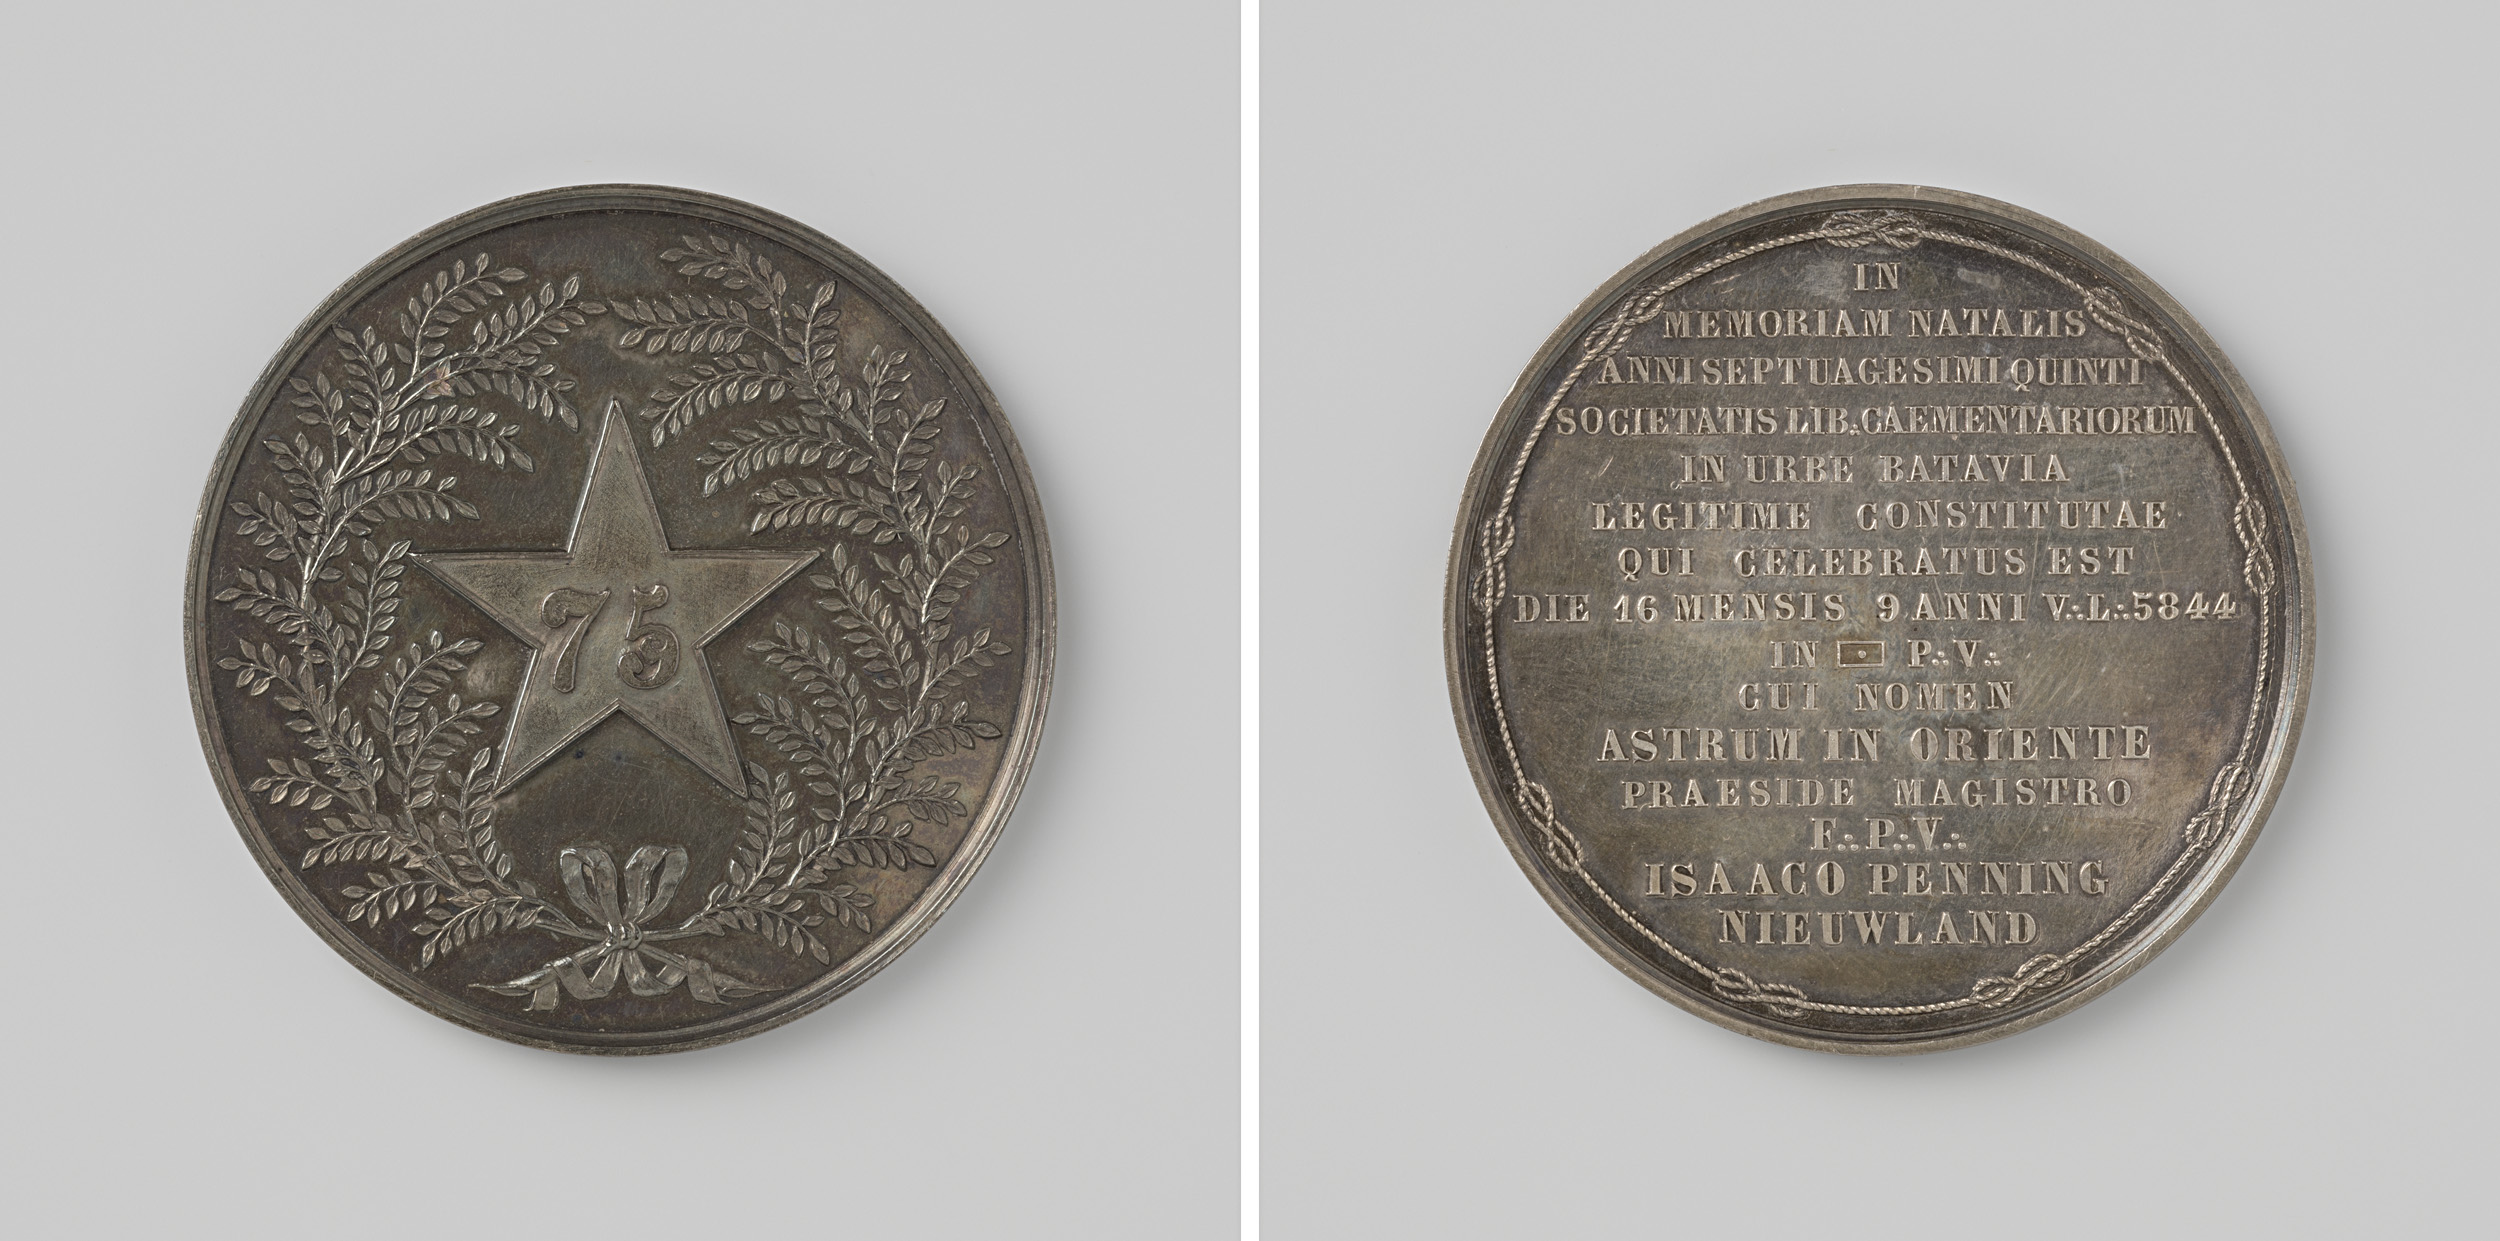 75
IN
MEMORIAM NATALIS
ANNI SEPTUAGESIMI QUINTI
SOCIETATIS LIB∴CAEMENTARIORUM
IN URBE BATAVIA
LEGITIME CONSTITUTAE
QUI CELEBRATUS EST
DIE 16 MENSIS 9 ANNI V∴L∴5844
IN P∴V∴
CUI NOMEN
ASTRUM IN ORIENTE
PRAESIDE MAGISTRO
F∴P∴V∴
ISAACO PENNING
NIEUWLAND